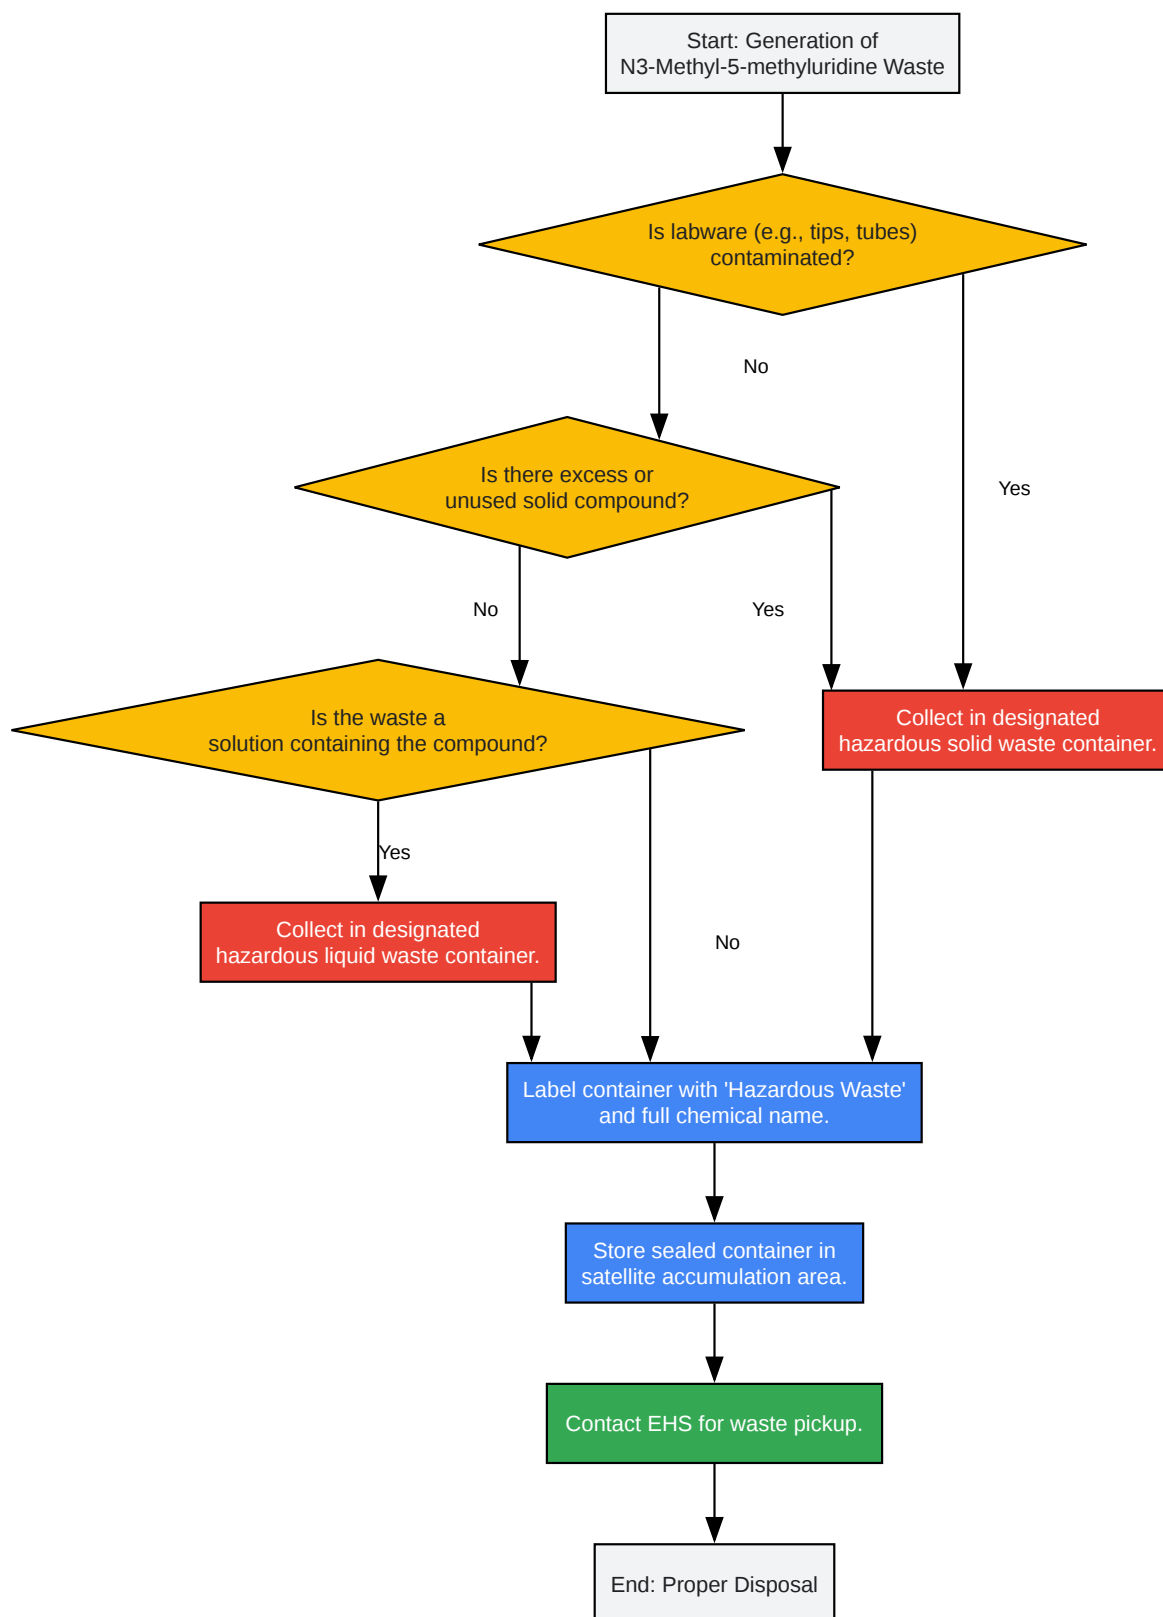 Start: Generation of
N3-Methyl-5-methyluridine Waste
Is labware (e.g., tips, tubes)
contaminated?
No
Yes
Is there excess or
unused solid compound?
No
Yes
Is the waste a
solution containing the compound?
Collect in designated
hazardous solid waste container.
Yes
Collect in designated
hazardous liquid waste container.
No
Label container with 'Hazardous Waste'
and full chemical name.
Store sealed container in
satellite accumulation area.
Contact EHS for waste pickup.
End: Proper Disposal